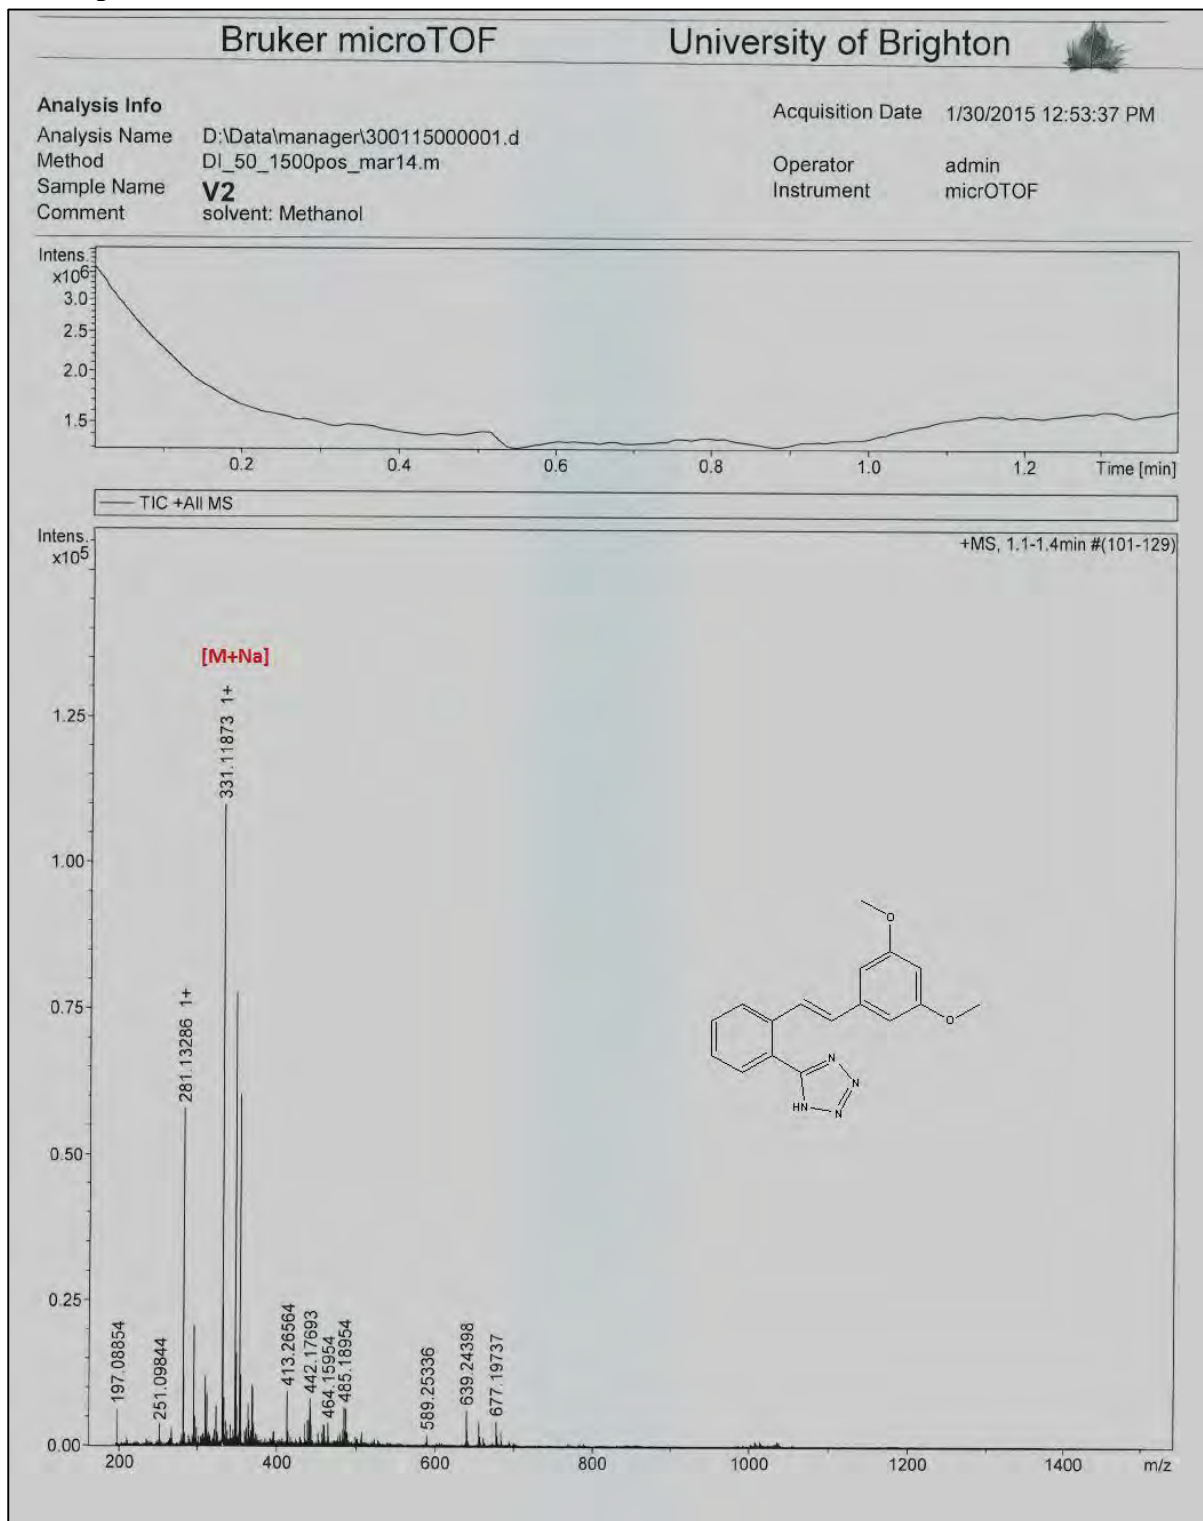 Bruker microTOF University of Brighton
Analysis Info
Acquisition Date 1/30/2015 12:53:37 PM
Analysis Name D:\Data\manager\300115000001.d
Method DI_50_1500pos_mar14.m
Operator admin
Sample Name V2
Instrument micrOTOF
Comment solvent: Methanol
Intens.
x10^6
3.0
2.5
2.0
1.5
0.2 0.4 0.6 0.8 1.0 1.2 Time [min]
TIC +All MS
Intens.
x10^5
+MS, 1.1-1.4min #(101-129)
[M+Na]
1.25
331.11873 1+
1.00
0.75
281.13286 1+
0.50
0.25
197.08854
251.09844
413.26564
442.17693
464.15954
485.18954
589.25336
639.24398
677.19737
0.00
200 400 600 800 1000 1200 1400 m/z
O
O
N
N
HN
N